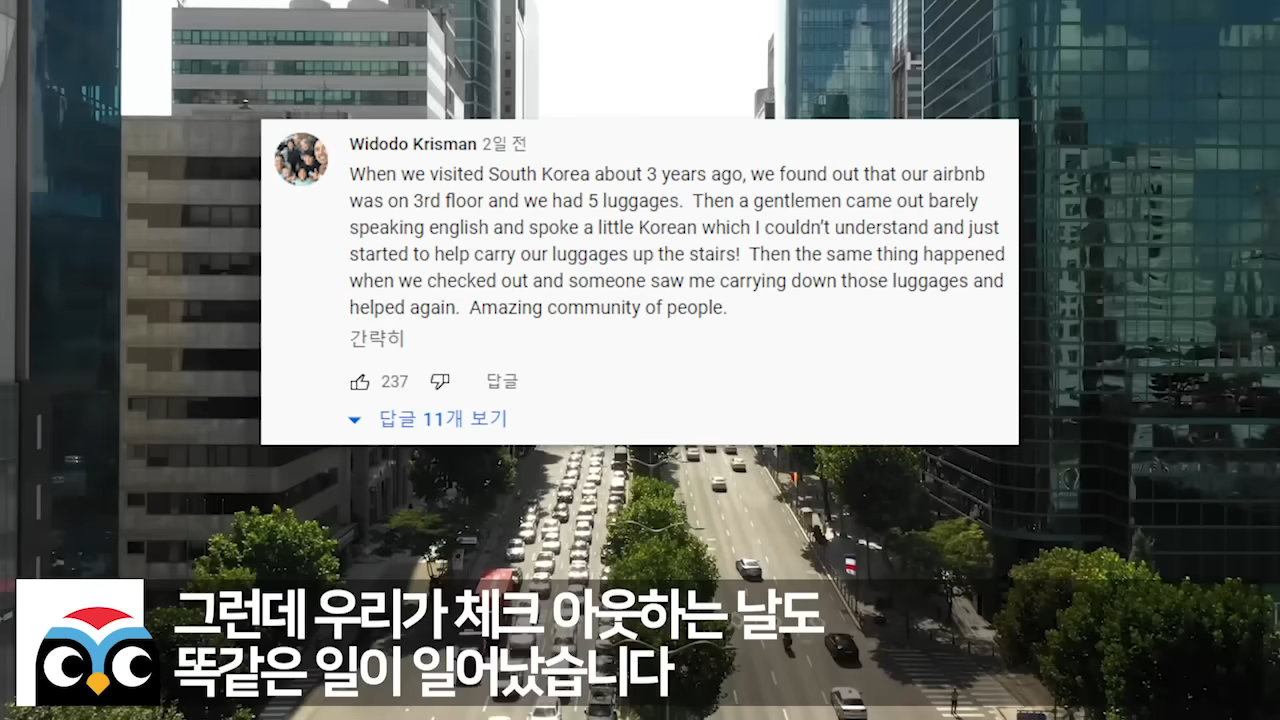 Widodo Krisman 2일 전
When we visited South Korea about 3 years ago, we found out that our airbnb
was on 3rd floor and we had 5 luggages.  Then a gentlemen came out barely
speaking english and spoke a little Korean which I couldn’t understand and just
started to help carry our luggages up the stairs!  Then the same thing happened
when we checked out and someone saw me carrying down those luggages and
helped again.  Amazing community of people.
간략히
237 답글
답글 11개 보기
그런데 우리가 체크 아웃하는 날도
똑같은 일이 일어났습니다